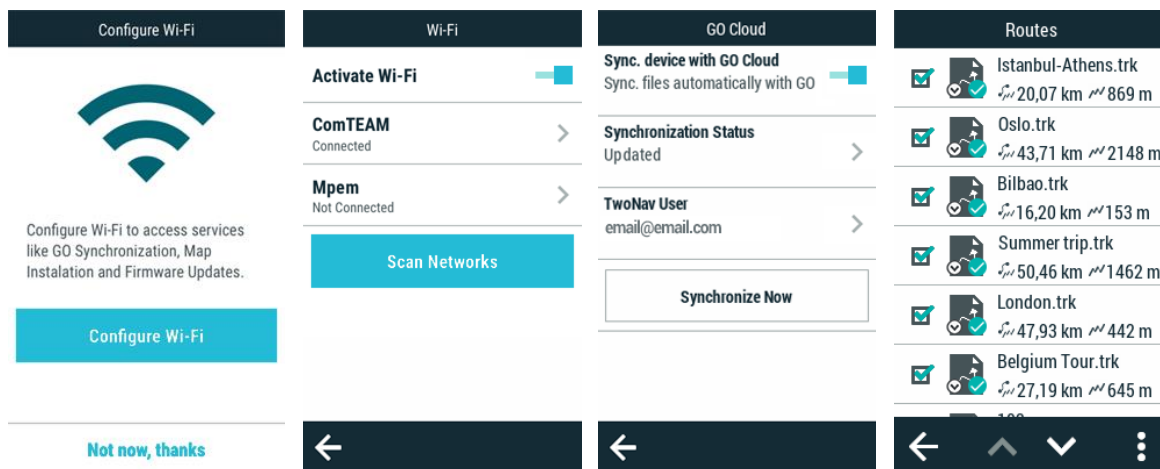 Configure Wi-Fi
Configure Wi-Fi to access services
like GO Synchronization, Map
Instalation and Firmware Updates.
Configure Wi-Fi
Not now, thanks
Wi-Fi
Activate Wi-Fi
ComTEAM
Connected
Mpem
Not Connected
Scan Networks
GO Cloud
Sync. device with GO Cloud
Sync. files automatically with GO
Synchronization Status
Updated
TwoNav User
email@email.com
Synchronize Now
Routes
Istanbul-Athens.trk
20,07 km 869 m
Oslo.trk
43,71 km 2148 m
Bilbao.trk
16,20 km 153 m
Summer trip.trk
50,46 km 1462 m
London.trk
47,93 km 442 m
Belgium Tour.trk
27,19 km 645 m